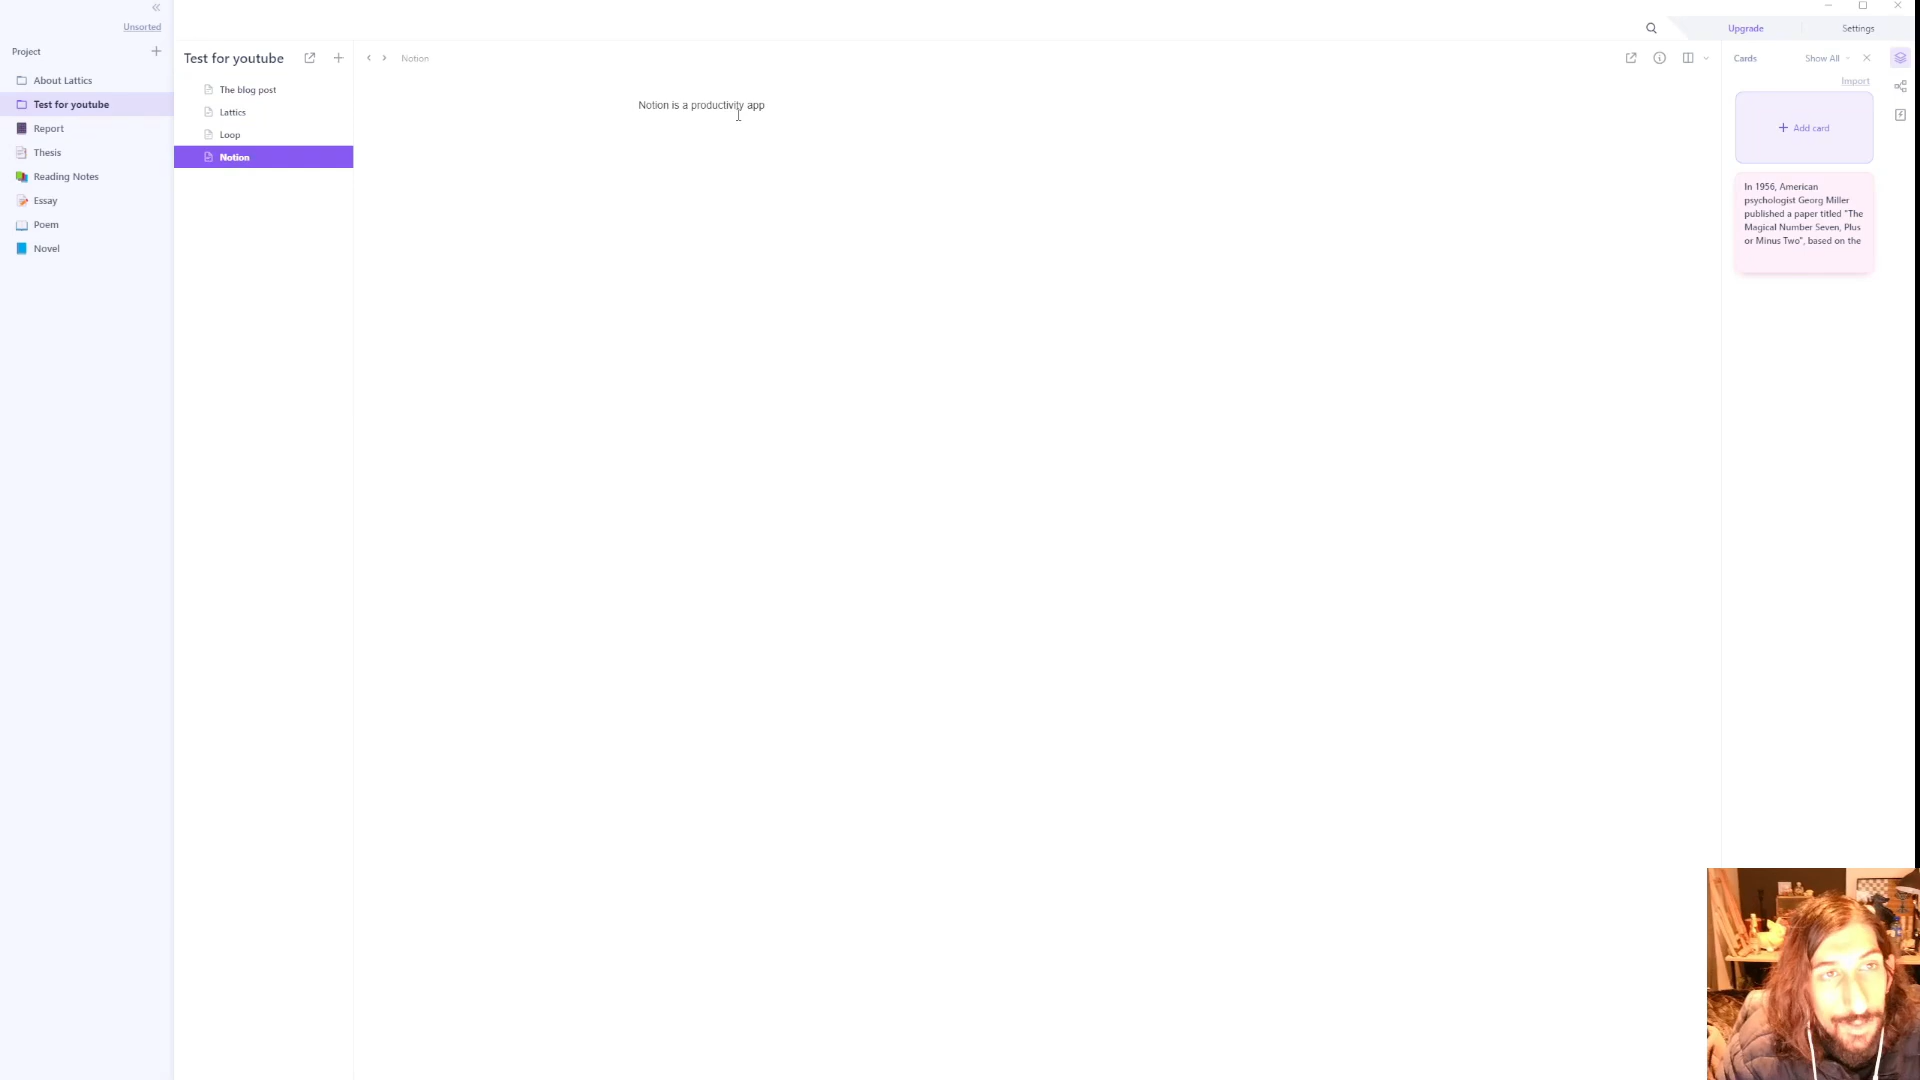 Unsorted
Project
About Lattics
Test for youtube
Report
Thesis
Reading Notes
Essay
Poem
Novel
Test for youtube
The blog post
Lattics
Loop
Notion
Notion
Notion is a productivity app
Upgrade
Settings
Cards
Show All
Import
Add card
In 1956, American
psychologist Georg Miller
published a paper titled "The
Magical Number Seven, Plus
or Minus Two", based on the